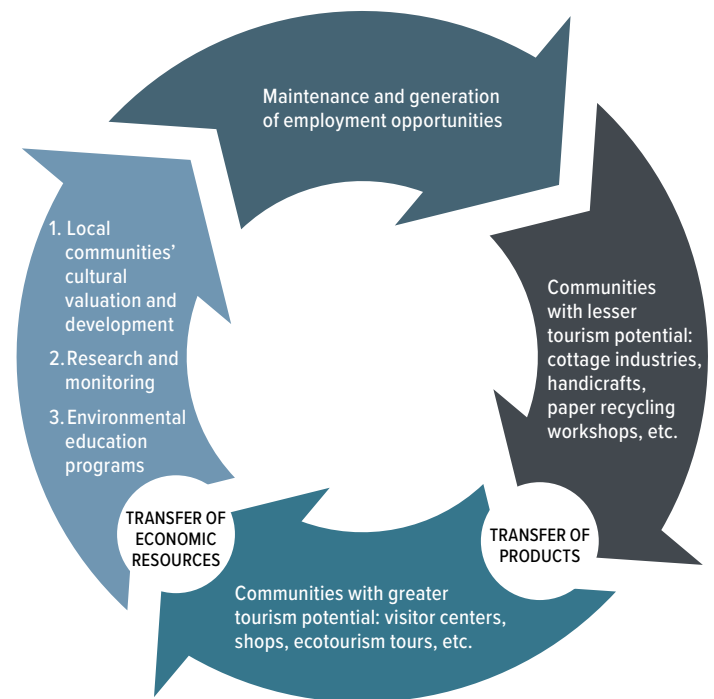 Maintenance and generation
of employment opportunities
Communities
with lesser
tourism potential:
cottage industries,
handicrafts,
paper recycling
workshops, etc.
TRANSFER OF
PRODUCTS
Communities with greater
tourism potential: visitor centers,
shops, ecotourism tours, etc.
TRANSFER OF
ECONOMIC
RESOURCES
1. Local
communities’
cultural
valuation and
development
2. Research and
monitoring
3. Environmental
education
programs